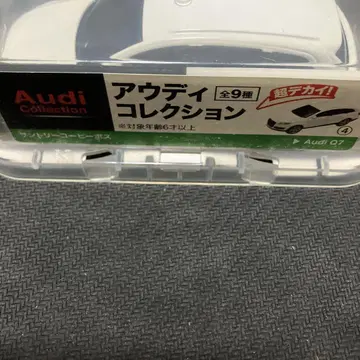 Audi
Collection
アウディ
コレクション
全9種
超デカイ!
※対象年齢6才以上
サントリーコーヒーボス
④
▶ Audi Q7